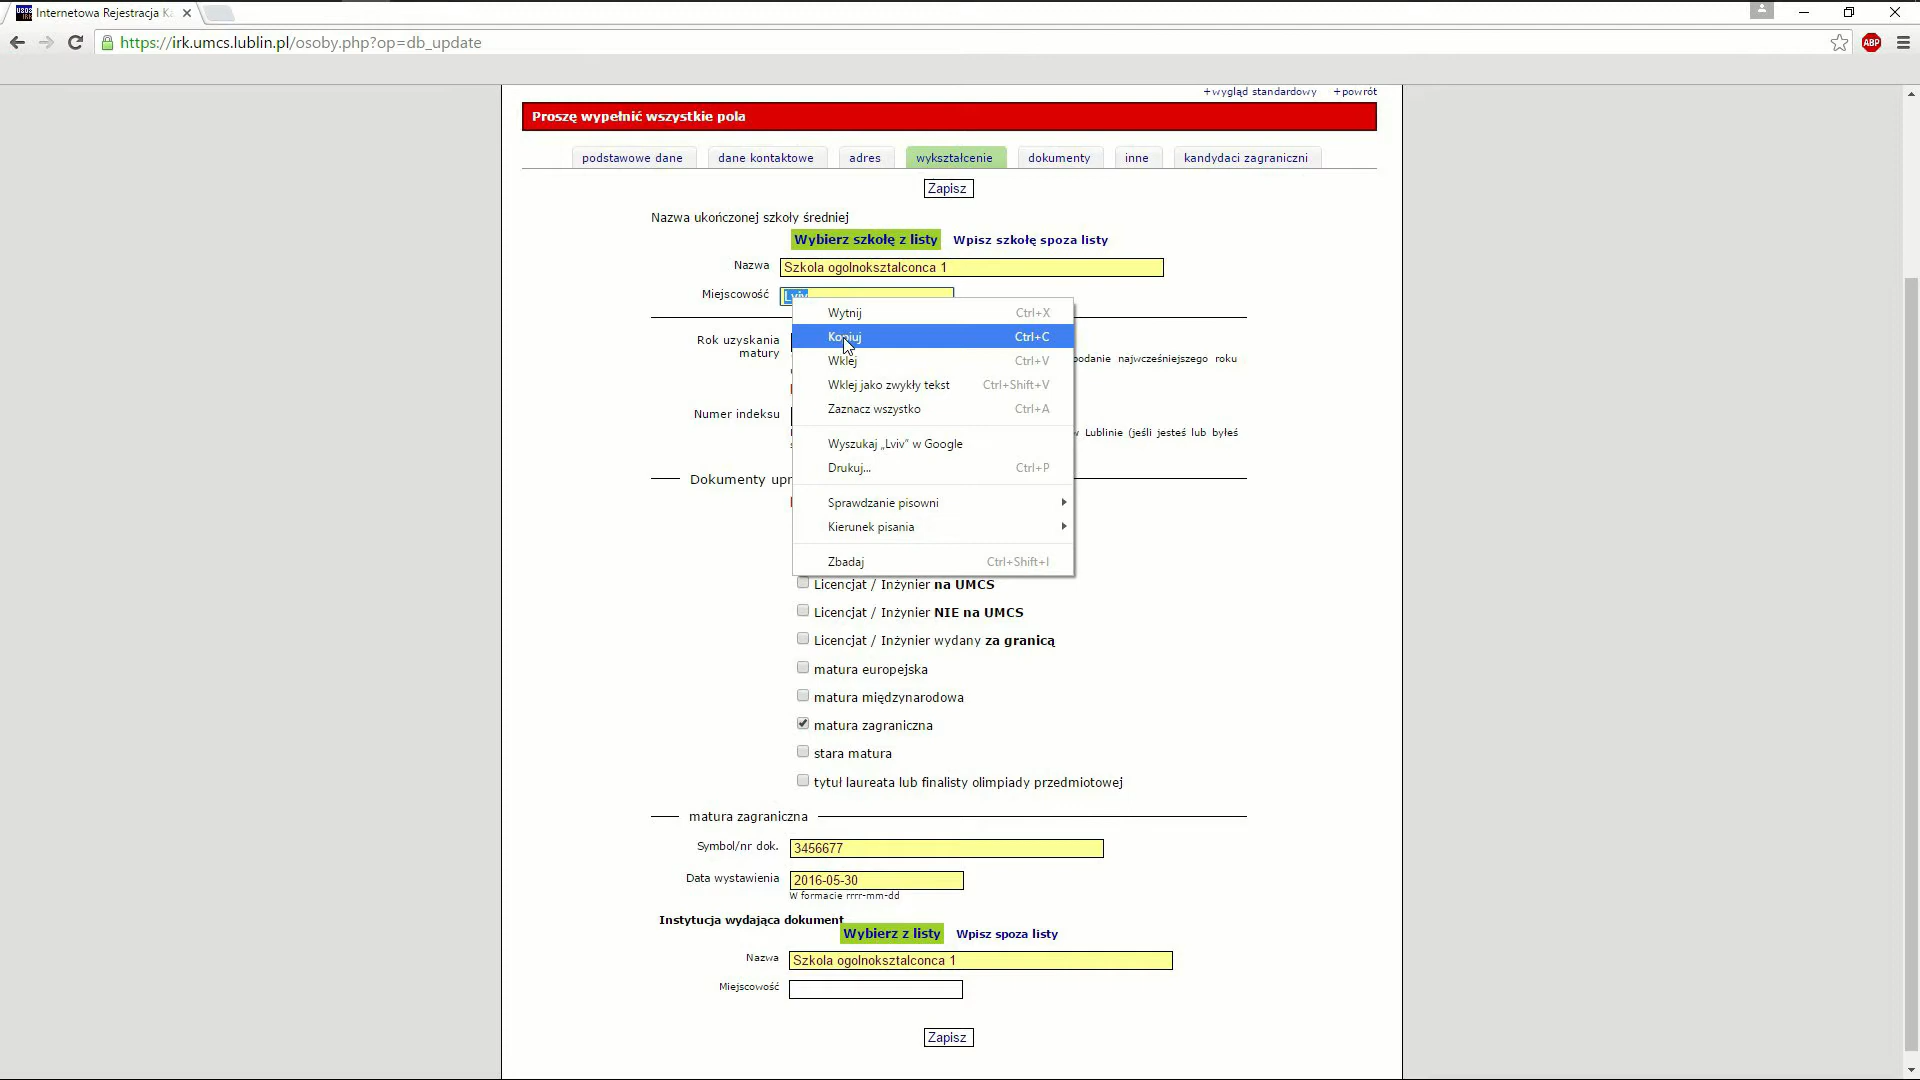 Internetowa Rejestracja Ka
https://irk.umcs.lublin.pl/osoby.php?op=db_update
ABP
+wygląd standardowy +powrót
Proszę wypełnić wszystkie pola
podstawowe dane dane kontaktowe adres wykształcenie dokumenty inne kandydaci zagraniczni
Zapisz
Nazwa ukończonej szkoły średniej
Wybierz szkołę z listy Wpisz szkołę spoza listy
Nazwa Szkola ogolnoksztalconca 1
Miejscowość Lviv
Wytnij Ctrl+X
Rok uzyskania
matury
Kopiuj Ctrl+C
podanie najwcześniejszego roku
Wklej Ctrl+V
Wklej jako zwykły tekst Ctrl+Shift+V
Numer indeksu
Zaznacz wszystko Ctrl+A
w Lublinie (jeśli jesteś lub byłeś
Wyszukaj „Lviv” w Google
Drukuj... Ctrl+P
Dokumenty upr
Sprawdzanie pisowni
Kierunek pisania
Zbadaj Ctrl+Shift+I
Licencjat / Inżynier na UMCS
Licencjat / Inżynier NIE na UMCS
Licencjat / Inżynier wydany za granicą
matura europejska
matura międzynarodowa
matura zagraniczna
stara matura
tytuł laureata lub finalisty olimpiady przedmiotowej
matura zagraniczna
Symbol/nr dok. 3456677
Data wystawienia 2016-05-30
W formacie rrrr-mm-dd
Instytucja wydająca dokument
Wybierz z listy Wpisz spoza listy
Nazwa Szkola ogolnoksztalconca 1
Miejscowość
Zapisz